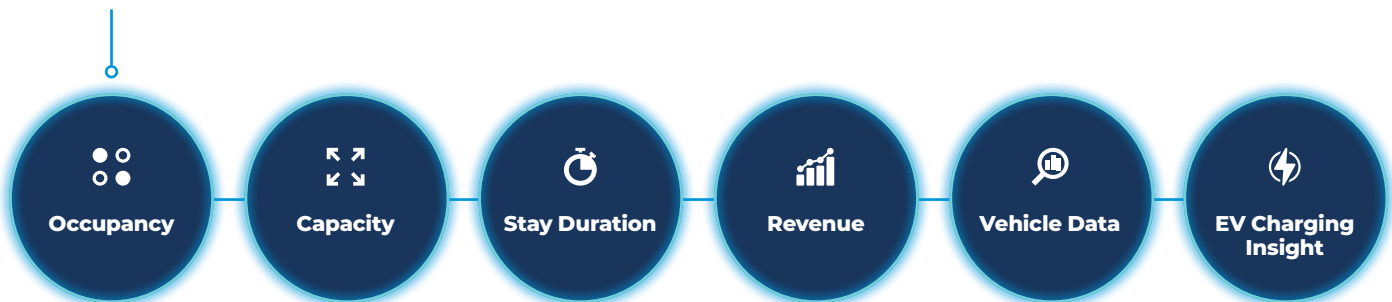 Occupancy
Capacity
Stay Duration
Revenue
Vehicle Data
EV Charging
Insight